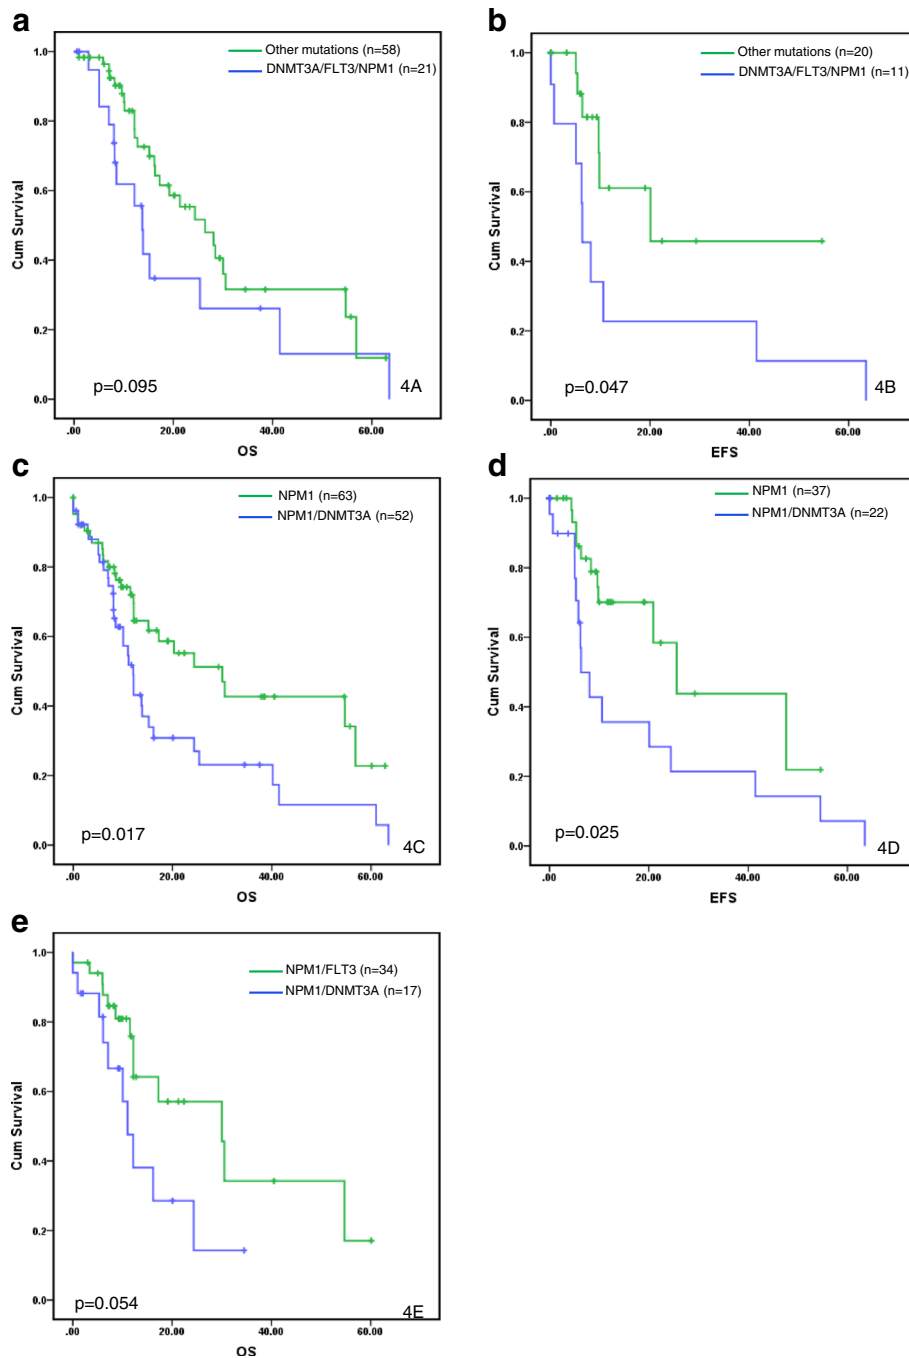 a
Other mutations (n=58)
DNMT3A/FLT3/NPM1 (n=21)
Cum Survival
1.0
0.8
0.6
0.4
0.2
0.0
p=0.095
4A
.00
20.00
40.00
60.00
OS
b
Other mutations (n=20)
DNMT3A/FLT3/NPM1 (n=11)
Cum Survival
1.0
0.8
0.6
0.4
0.2
0.0
p=0.047
4B
.00
20.00
40.00
60.00
EFS
c
NPM1 (n=63)
NPM1/DNMT3A (n=52)
Cum Survival
1.0
0.8
0.6
0.4
0.2
0.0
p=0.017
4C
.00
20.00
40.00
60.00
OS
d
NPM1 (n=37)
NPM1/DNMT3A (n=22)
Cum Survival
1.0
0.8
0.6
0.4
0.2
0.0
p=0.025
4D
.00
20.00
40.00
60.00
EFS
e
NPM1/FLT3 (n=34)
NPM1/DNMT3A (n=17)
Cum Survival
1.0
0.8
0.6
0.4
0.2
0.0
p=0.054
4E
.00
20.00
40.00
60.00
OS